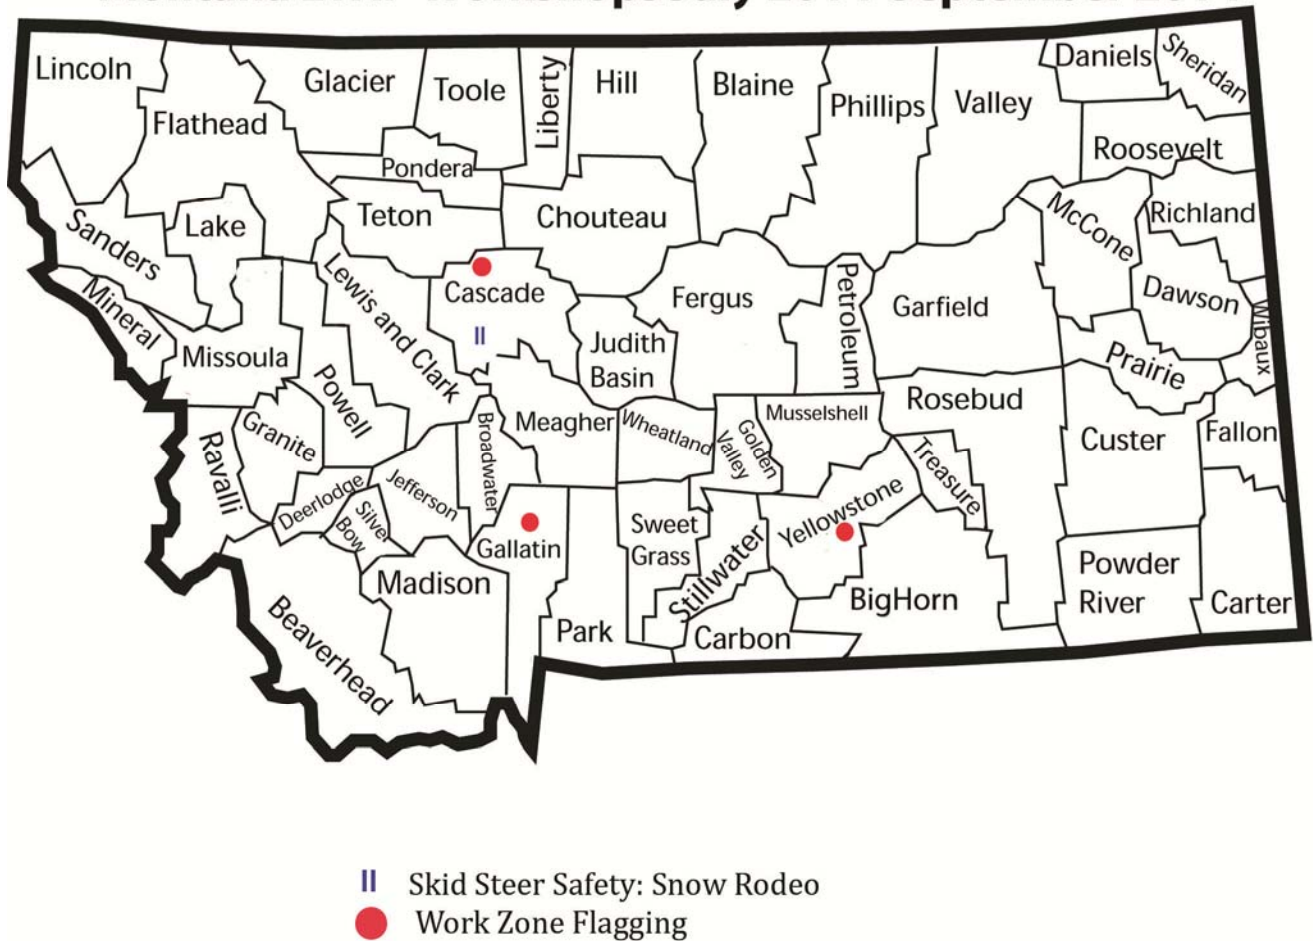 Lincoln
Flathead
Glacier
Toole
Liberty
Hill
Blaine
Phillips
Valley
Daniels
Sheridan
Roosevelt
Pondera
Teton
Chouteau
McCone
Richland
Sanders
Lake
Lewis and Clark
Cascade
II
Fergus
Petroleum
Garfield
Dawson
Wibaux
Mineral
Missoula
Powell
Judith
Basin
Prairie
Rosebud
Granite
Ravalli
Broadwater
Meagher
Wheatland
Golden
Valley
Musselshell
Treasure
Custer
Fallon
Deerlodge
Silver
Bow
Jefferson
Gallatin
Sweet
Grass
Stillwater
Yellowstone
Madison
Beaverhead
Park
Carbon
BigHorn
Powder
River
Carter
II Skid Steer Safety: Snow Rodeo
Work Zone Flagging